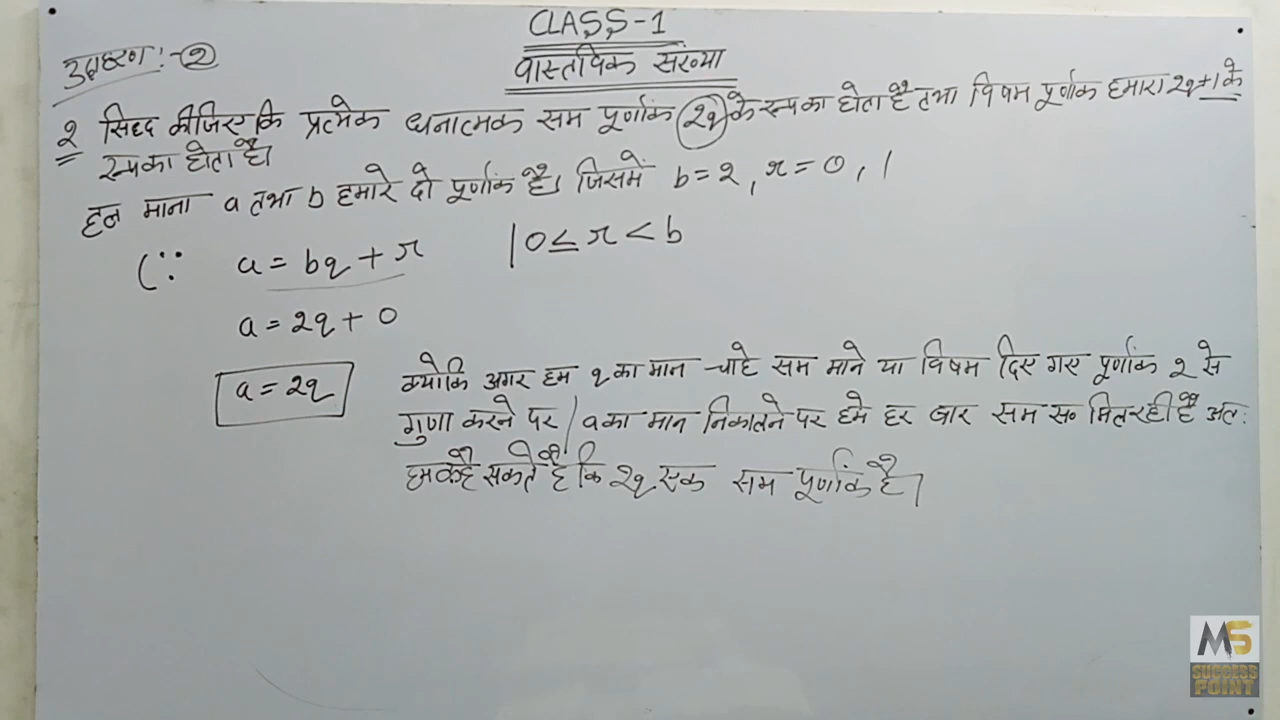 CLASS-1
वास्तविक संख्या
उदाहरण:-②
2 सिध्द कीजिए कि प्रत्येक धनात्मक सम पूर्णांक 2q के रूप का होता है तथा विषम पूर्णांक हमारा 2q+1 के
रूप का होता है।
हल माना a तथा b हमारे दो पूर्णांक है। जिसमें b=2, r=0, 1
(∵ a = bq + r | 0 ≤ r < b
a = 2q + 0
a = 2q
क्योकि अगर हम q का मान चाहे सम माने या विषम दिए गए पूर्णांक 2 से
गुणा करने पर / a का मान निकालने पर हमे हर बार सम सं० मिल रही है अतः
हम कहै सकते है कि 2q एक सम पूर्णांक है।
MS
SUCCESS
POINT